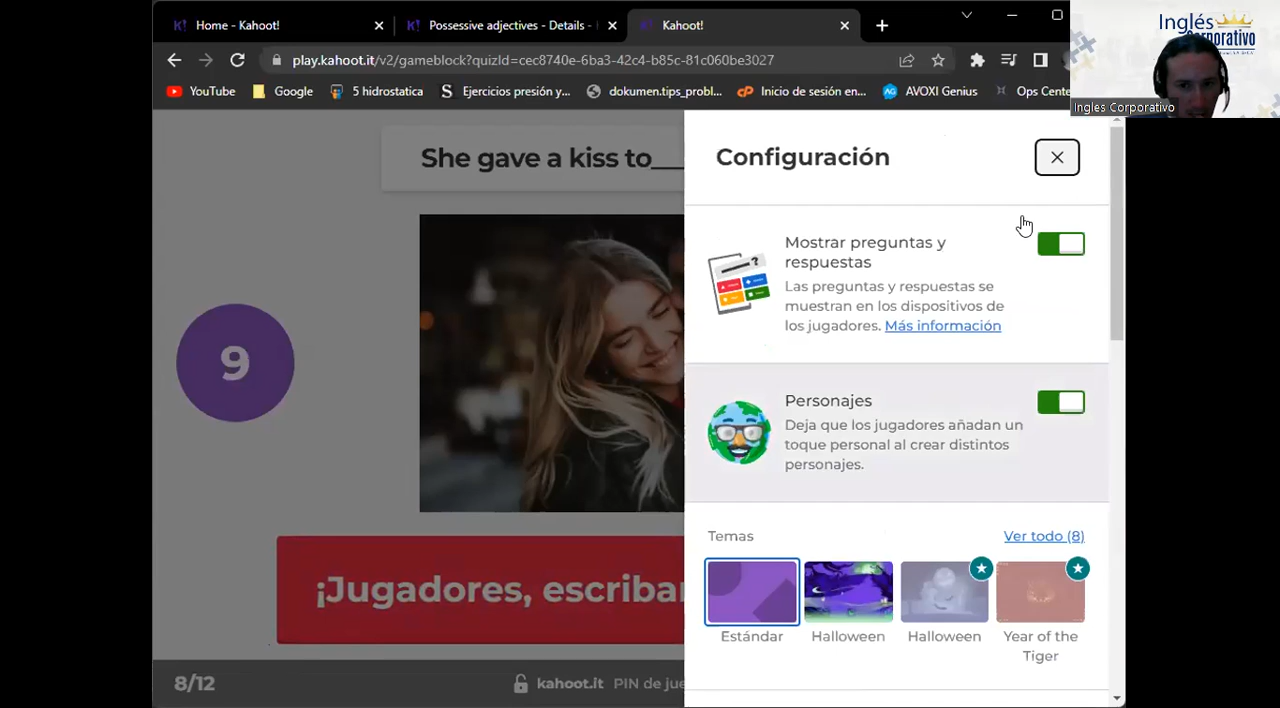 Home - Kahoot!
Possessive adjectives - Details -
Kahoot!
play.kahoot.it/v2/gameblock?quizId=cec8740e-6ba3-42c4-b85c-81c060be3027
YouTube
Google
5 hidrostatica
Ejercicios presión y...
dokumen.tips_probl...
Inicio de sesión en...
AVOXI Genius
Ops Cente
Inglés
Corporativo
Ingles Corporativo
She gave a kiss to___
9
¡Jugadores, escriban
8/12
kahoot.it PIN de jue
Configuración
Mostrar preguntas y
respuestas
Las preguntas y respuestas se
muestran en los dispositivos de
los jugadores. Más información
Personajes
Deja que los jugadores añadan un
toque personal al crear distintos
personajes.
Temas
Ver todo (8)
Estándar
Halloween
Halloween
Year of the
Tiger